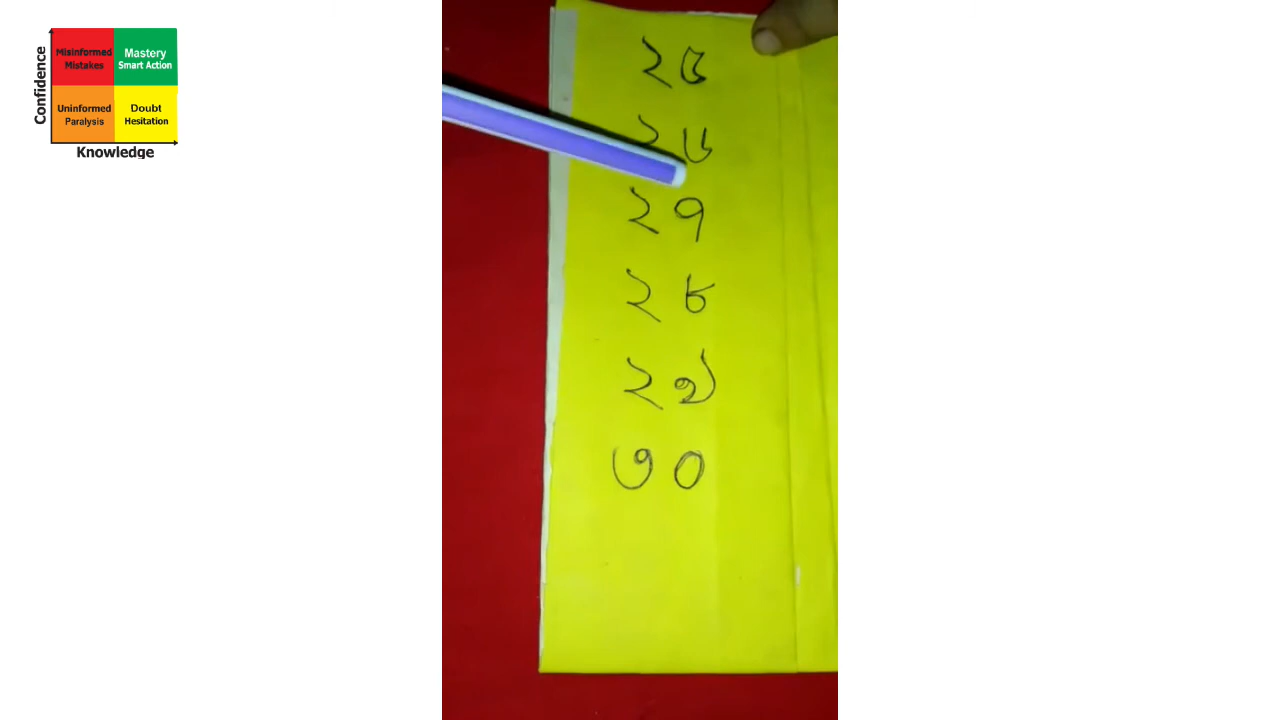 Confidence
Misinformed
Mistakes
Mastery
Smart Action
Uninformed
Paralysis
Doubt
Hesitation
Knowledge
২৫
২৬
২৭
২৮
২৯
৩০